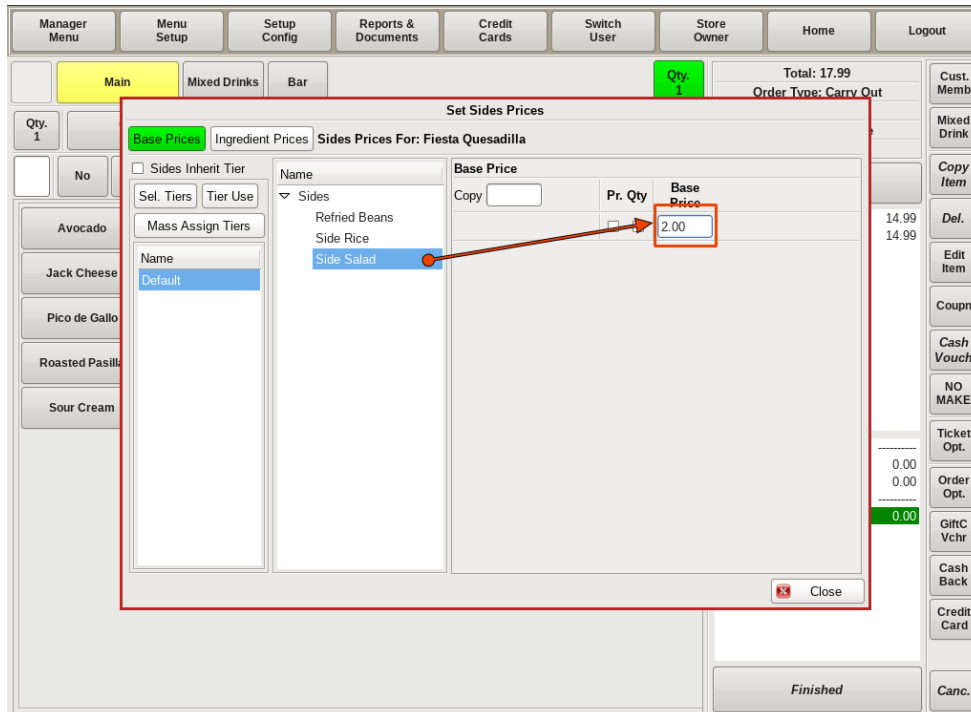 Manager Menu
Menu Setup
Setup Config
Reports & Documents
Credit Cards
Switch User
Store Owner
Home
Logout
Main
Mixed Drinks
Bar
Qty. 1
Total: 17.99
Order Type: Carry Out
Cust. Memb
Set Sides Prices
Qty. 1
Base Prices
Ingredient Prices
Sides Prices For: Fiesta Quesadilla
Mixed Drink
No
Sides Inherit Tier
Name
Base Price
Copy Item
Sel. Tiers
Tier Use
Sides
Copy
Pr. Qty
Base Price
Mass Assign Tiers
Refried Beans
2.00
14.99
14.99
Del.
Avocado
Side Rice
Name
Side Salad
Edit Item
Default
Jack Cheese
Coupn
Pico de Gallo
Cash Vouch
Roasted Pasilla
NO MAKE
Sour Cream
Ticket Opt.
----------
0.00
0.00
----------
Order Opt.
0.00
GiftC Vchr
Cash Back
Close
Credit Card
Finished
Canc.